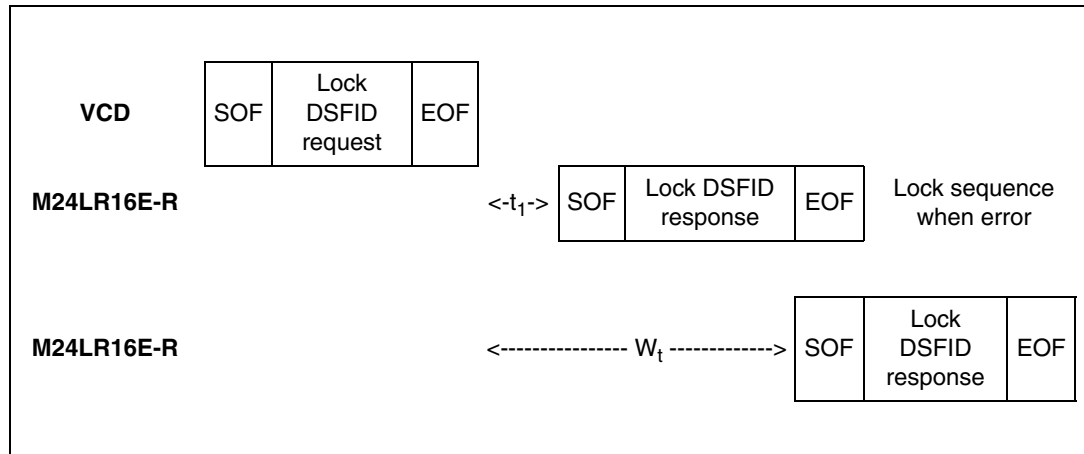 VCD SOF Lock DSFID request EOF
M24LR16E-R <-t1-> SOF Lock DSFID response EOF Lock sequence when error
M24LR16E-R <---------------- Wt -------------> SOF Lock DSFID response EOF